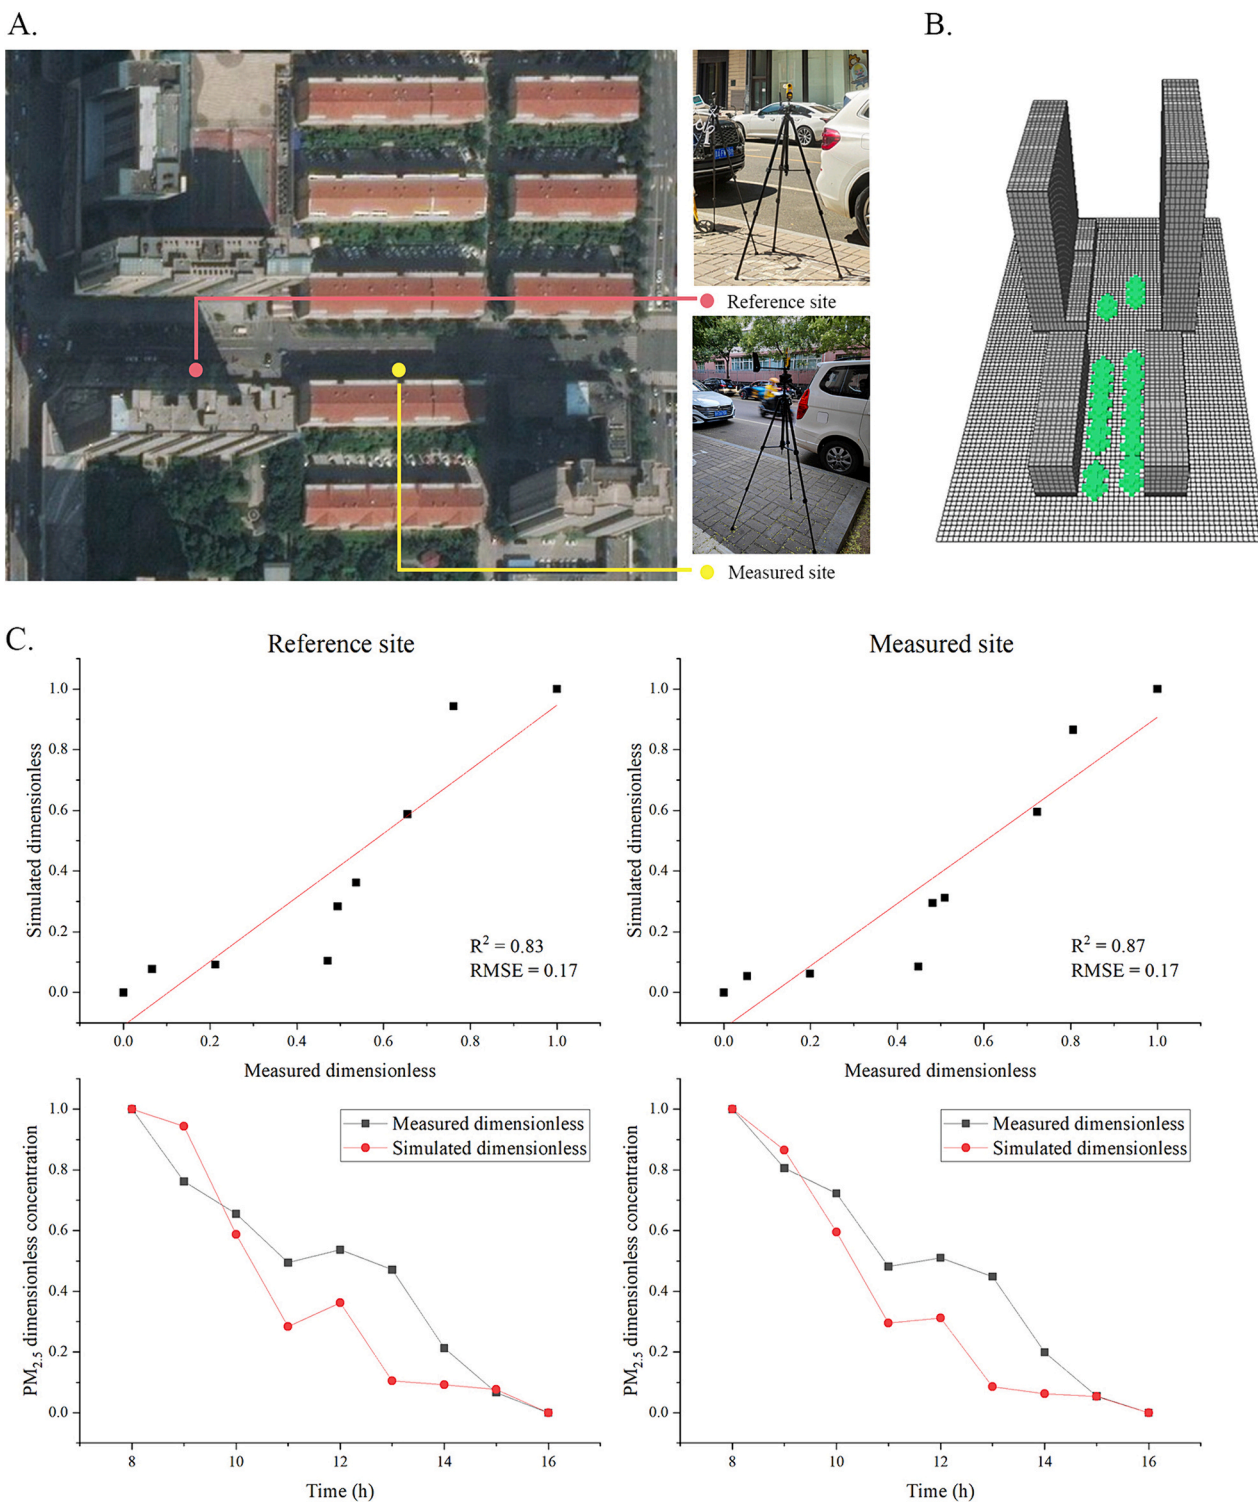 A.
B.
Reference site
Measured site
C.
Reference site
Simulated dimensionless
1.0
0.8
0.6
0.4
0.2
0.0
R² = 0.83
RMSE = 0.17
0.0 0.2 0.4 0.6 0.8 1.0
Measured dimensionless
Measured site
Simulated dimensionless
1.0
0.8
0.6
0.4
0.2
0.0
R² = 0.87
RMSE = 0.17
0.0 0.2 0.4 0.6 0.8 1.0
Measured dimensionless
PM2.5 dimensionless concentration
1.0
0.8
0.6
0.4
0.2
0.0
Measured dimensionless
Simulated dimensionless
8 10 12 14 16
Time (h)
PM2.5 dimensionless concentration
1.0
0.8
0.6
0.4
0.2
0.0
Measured dimensionless
Simulated dimensionless
8 10 12 14 16
Time (h)